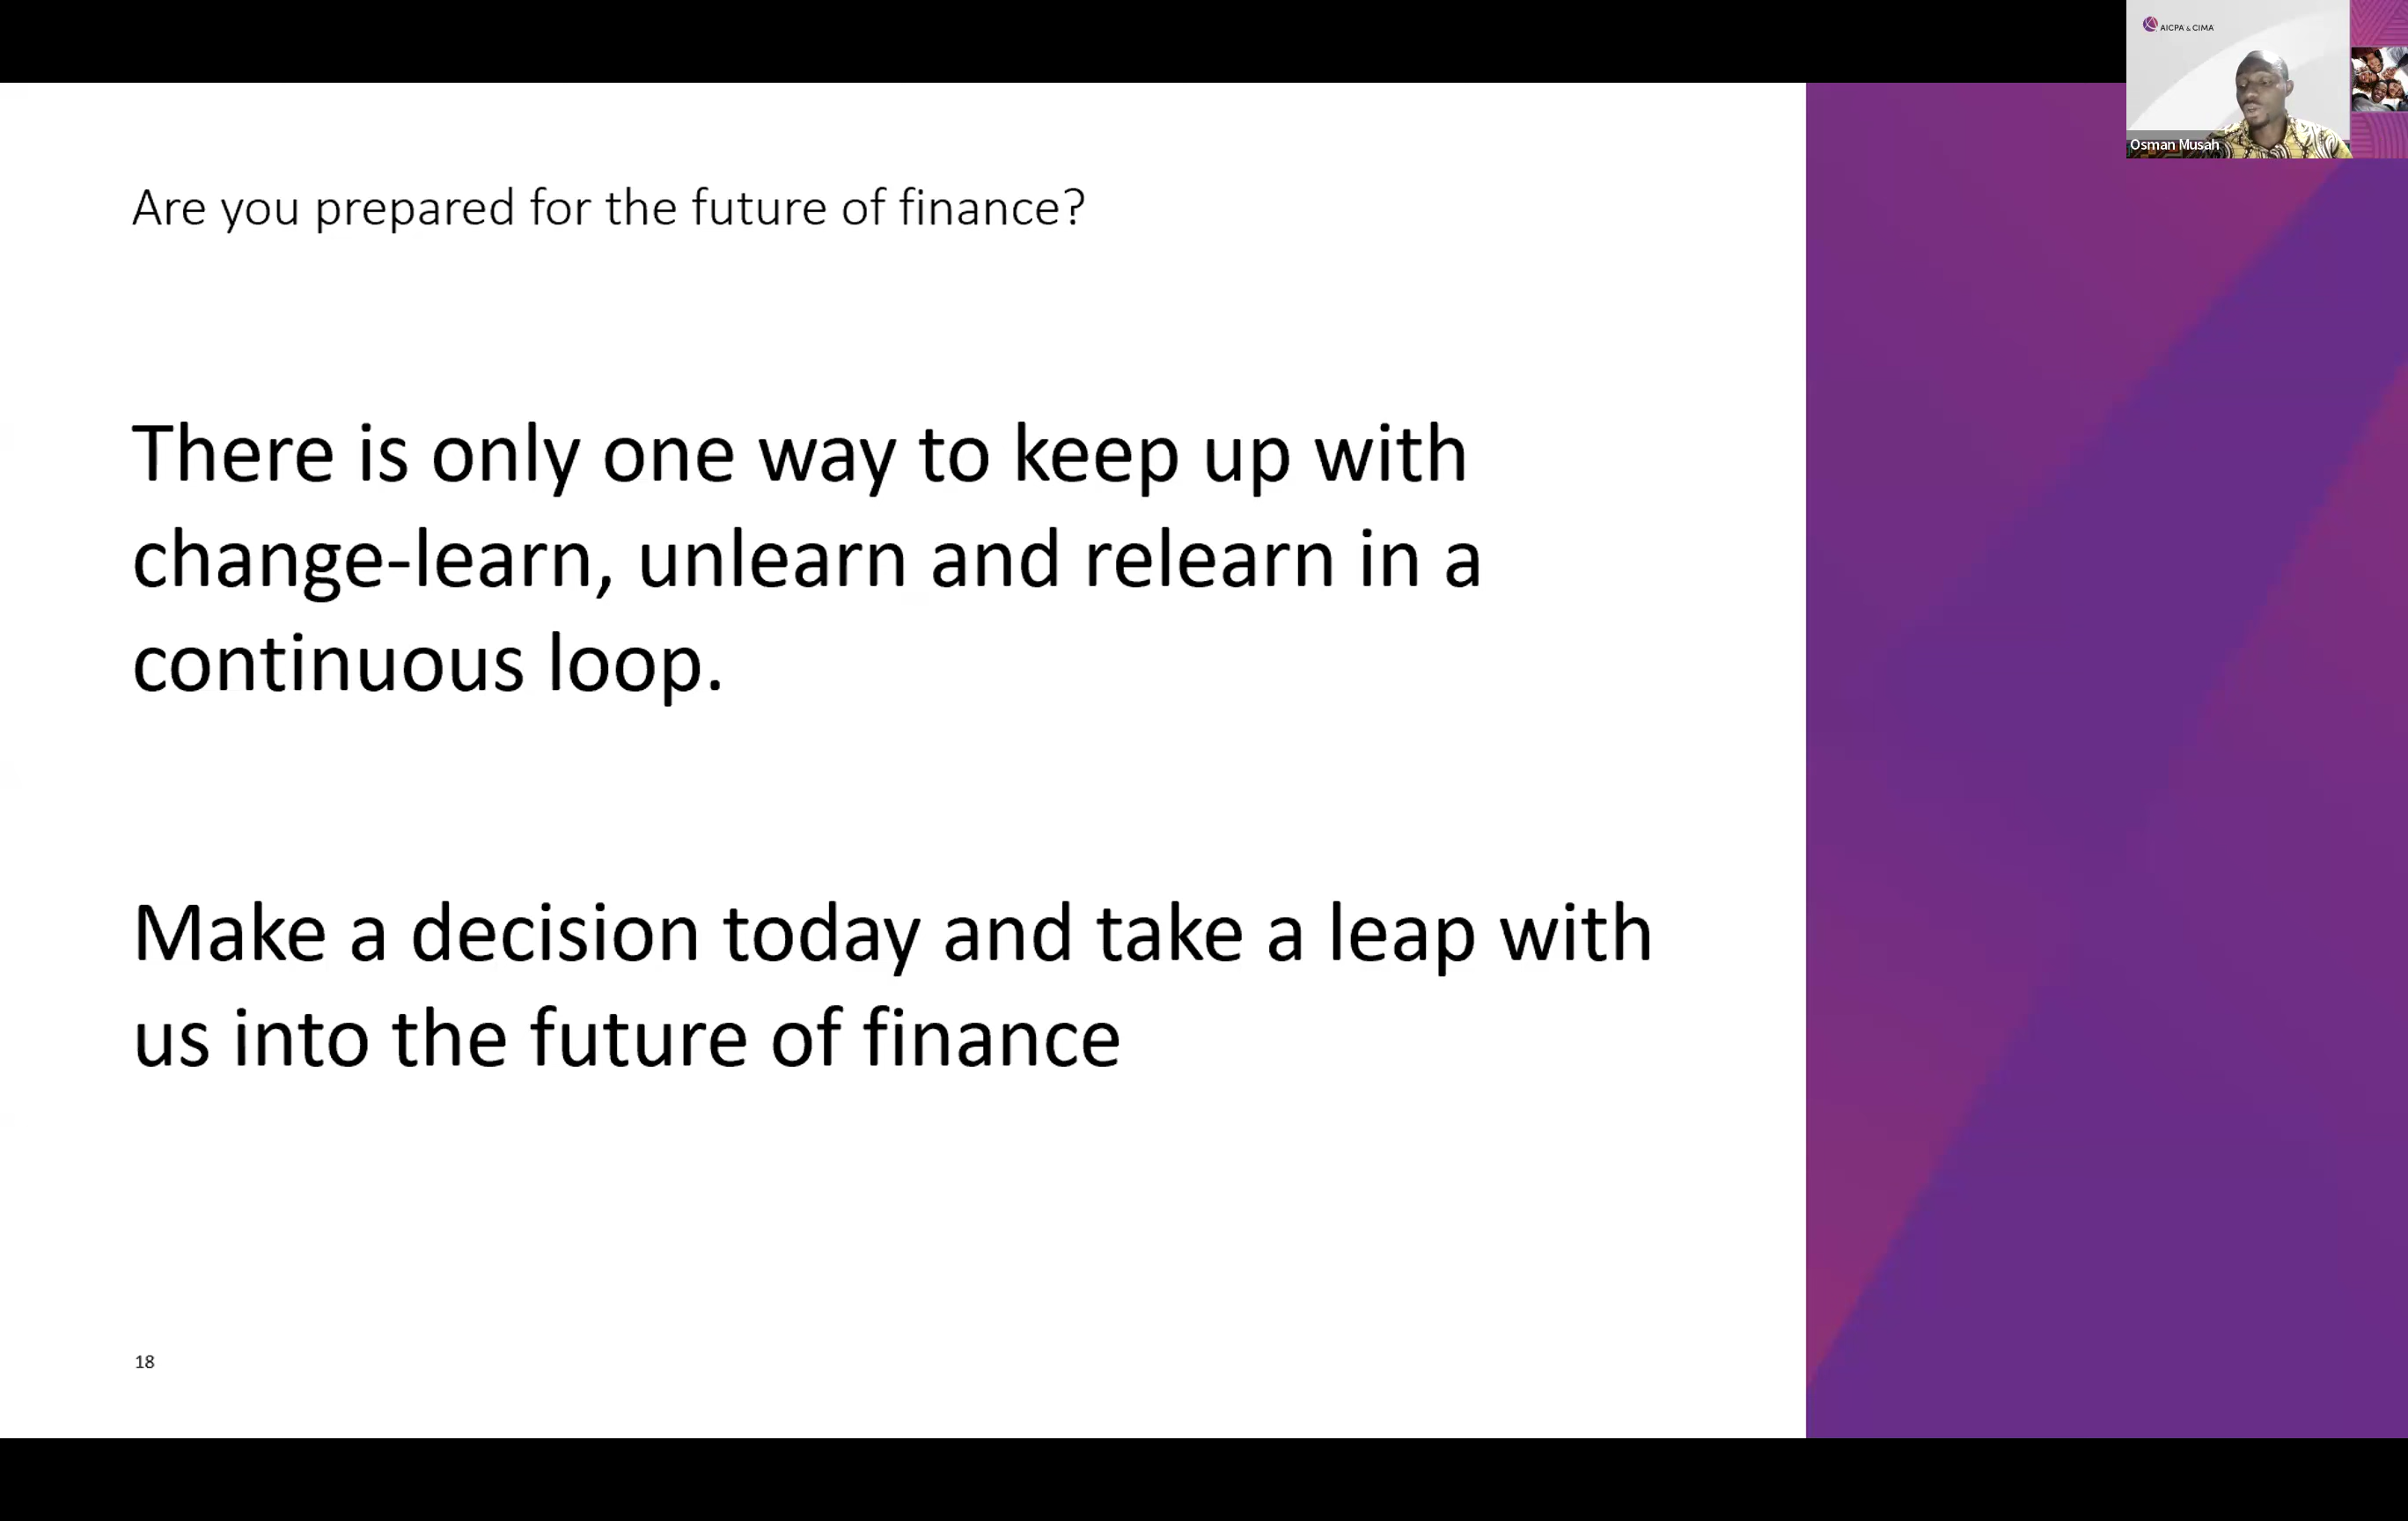 AICPA & CIMA
Osman Musah
Are you prepared for the future of finance?
There is only one way to keep up with
change-learn, unlearn and relearn in a
continuous loop.
Make a decision today and take a leap with
us into the future of finance
18